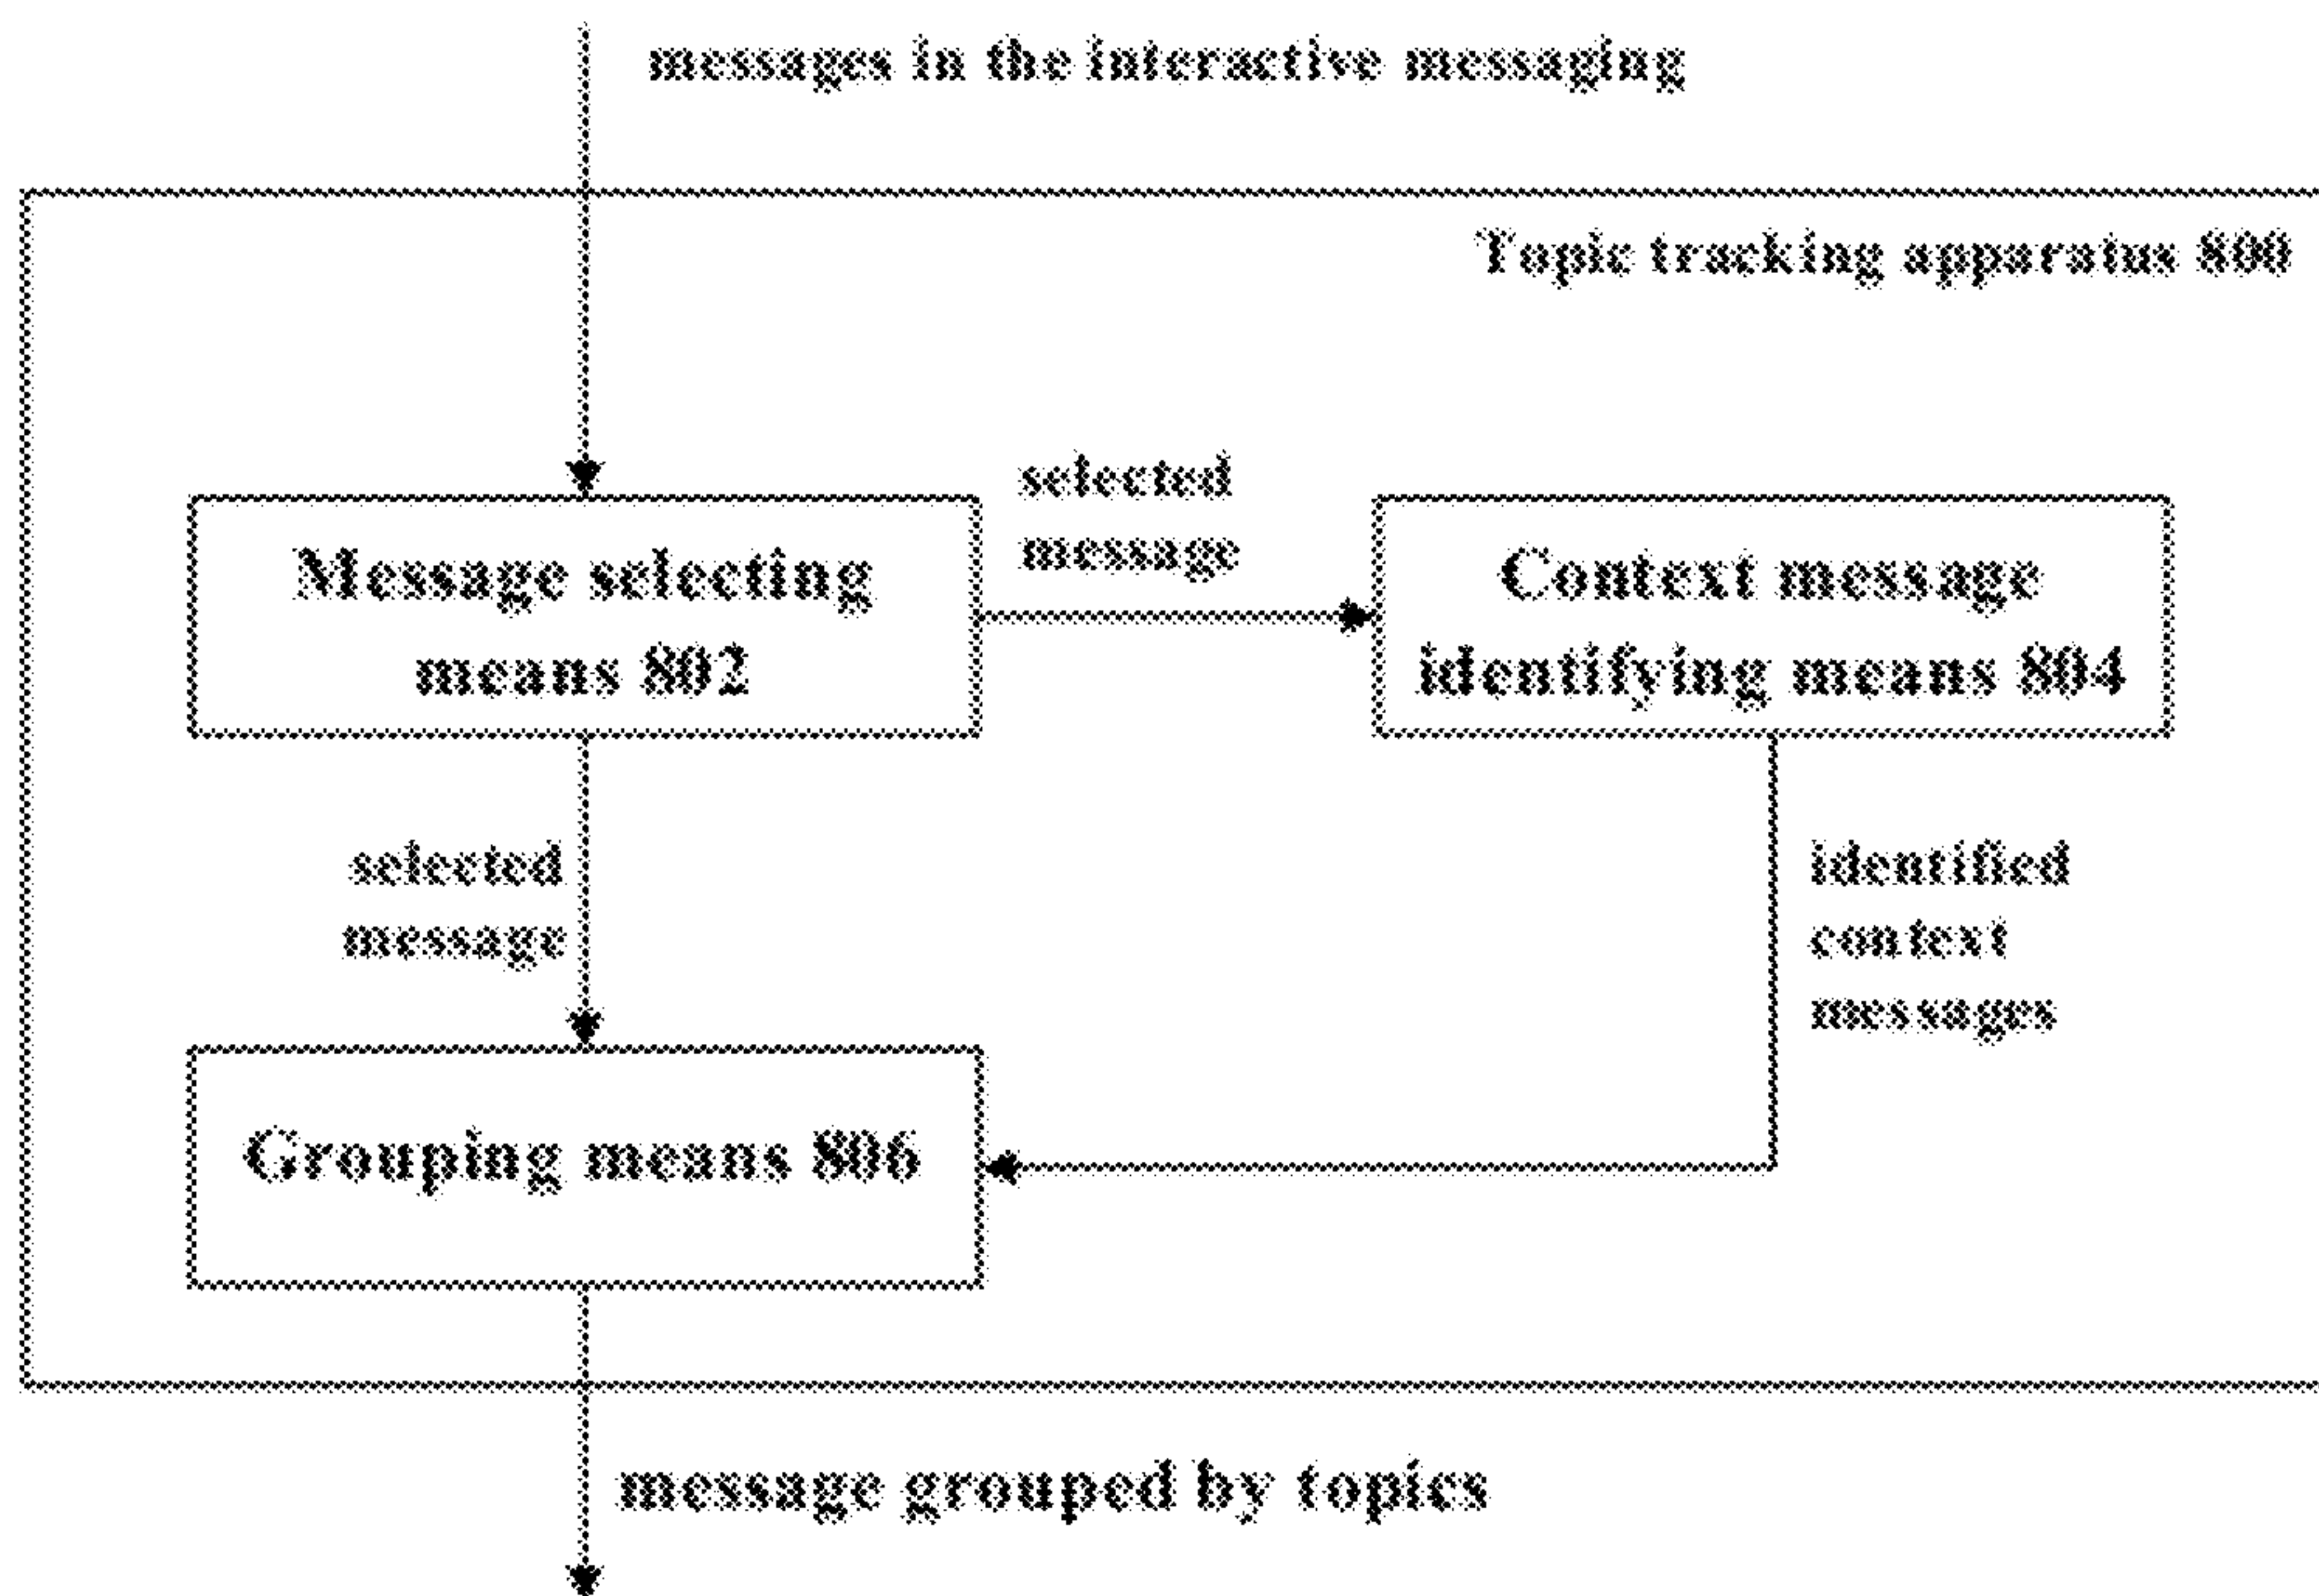 messages in the interactive messaging
Topic tracking apparatus 800
selected
message
Message selecting
means 802
Context message
identifying means 804
selected
message
identified
context
messages
Grouping means 806
message grouped by topics